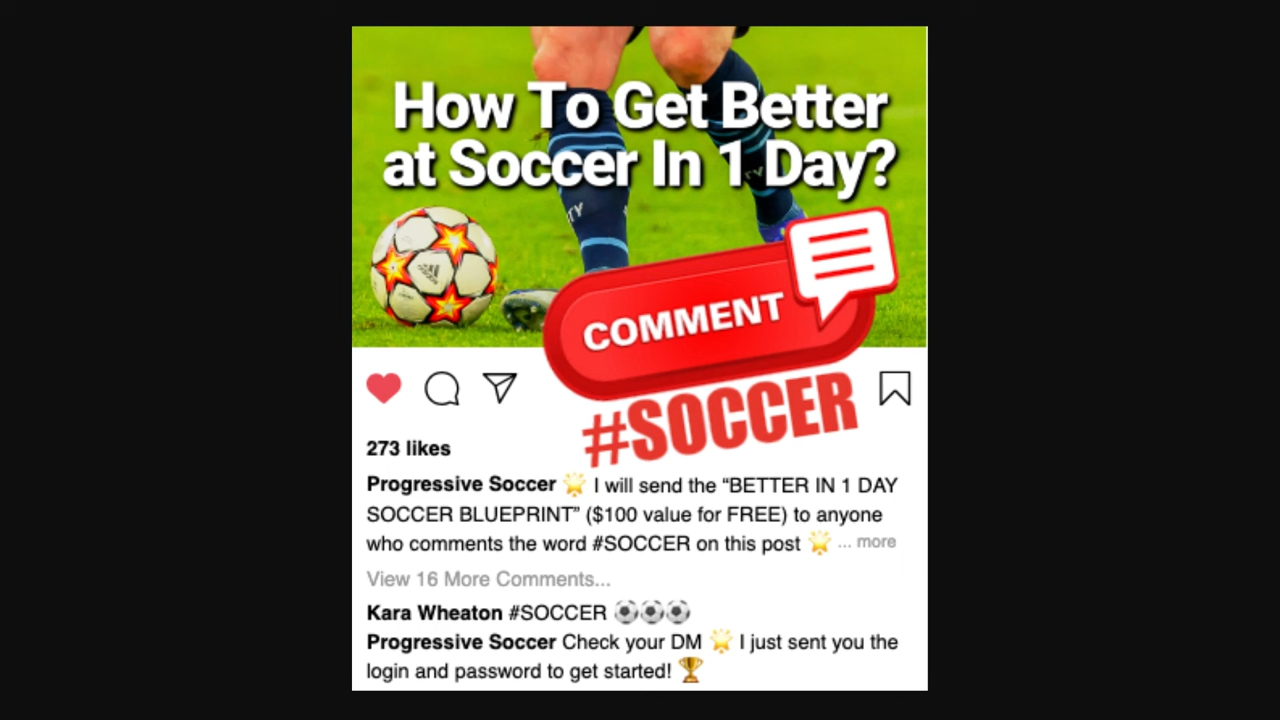 How To Get Better
at Soccer In 1 Day?
TY
TY
adidas
COMMENT
#SOCCER
273 likes
Progressive Soccer 🌟 I will send the “BETTER IN 1 DAY
SOCCER BLUEPRINT” ($100 value for FREE) to anyone
who comments the word #SOCCER on this post 🌟 ... more
View 16 More Comments...
Kara Wheaton #SOCCER ⚽⚽⚽
Progressive Soccer Check your DM 🌟 I just sent you the
login and password to get started! 🏆